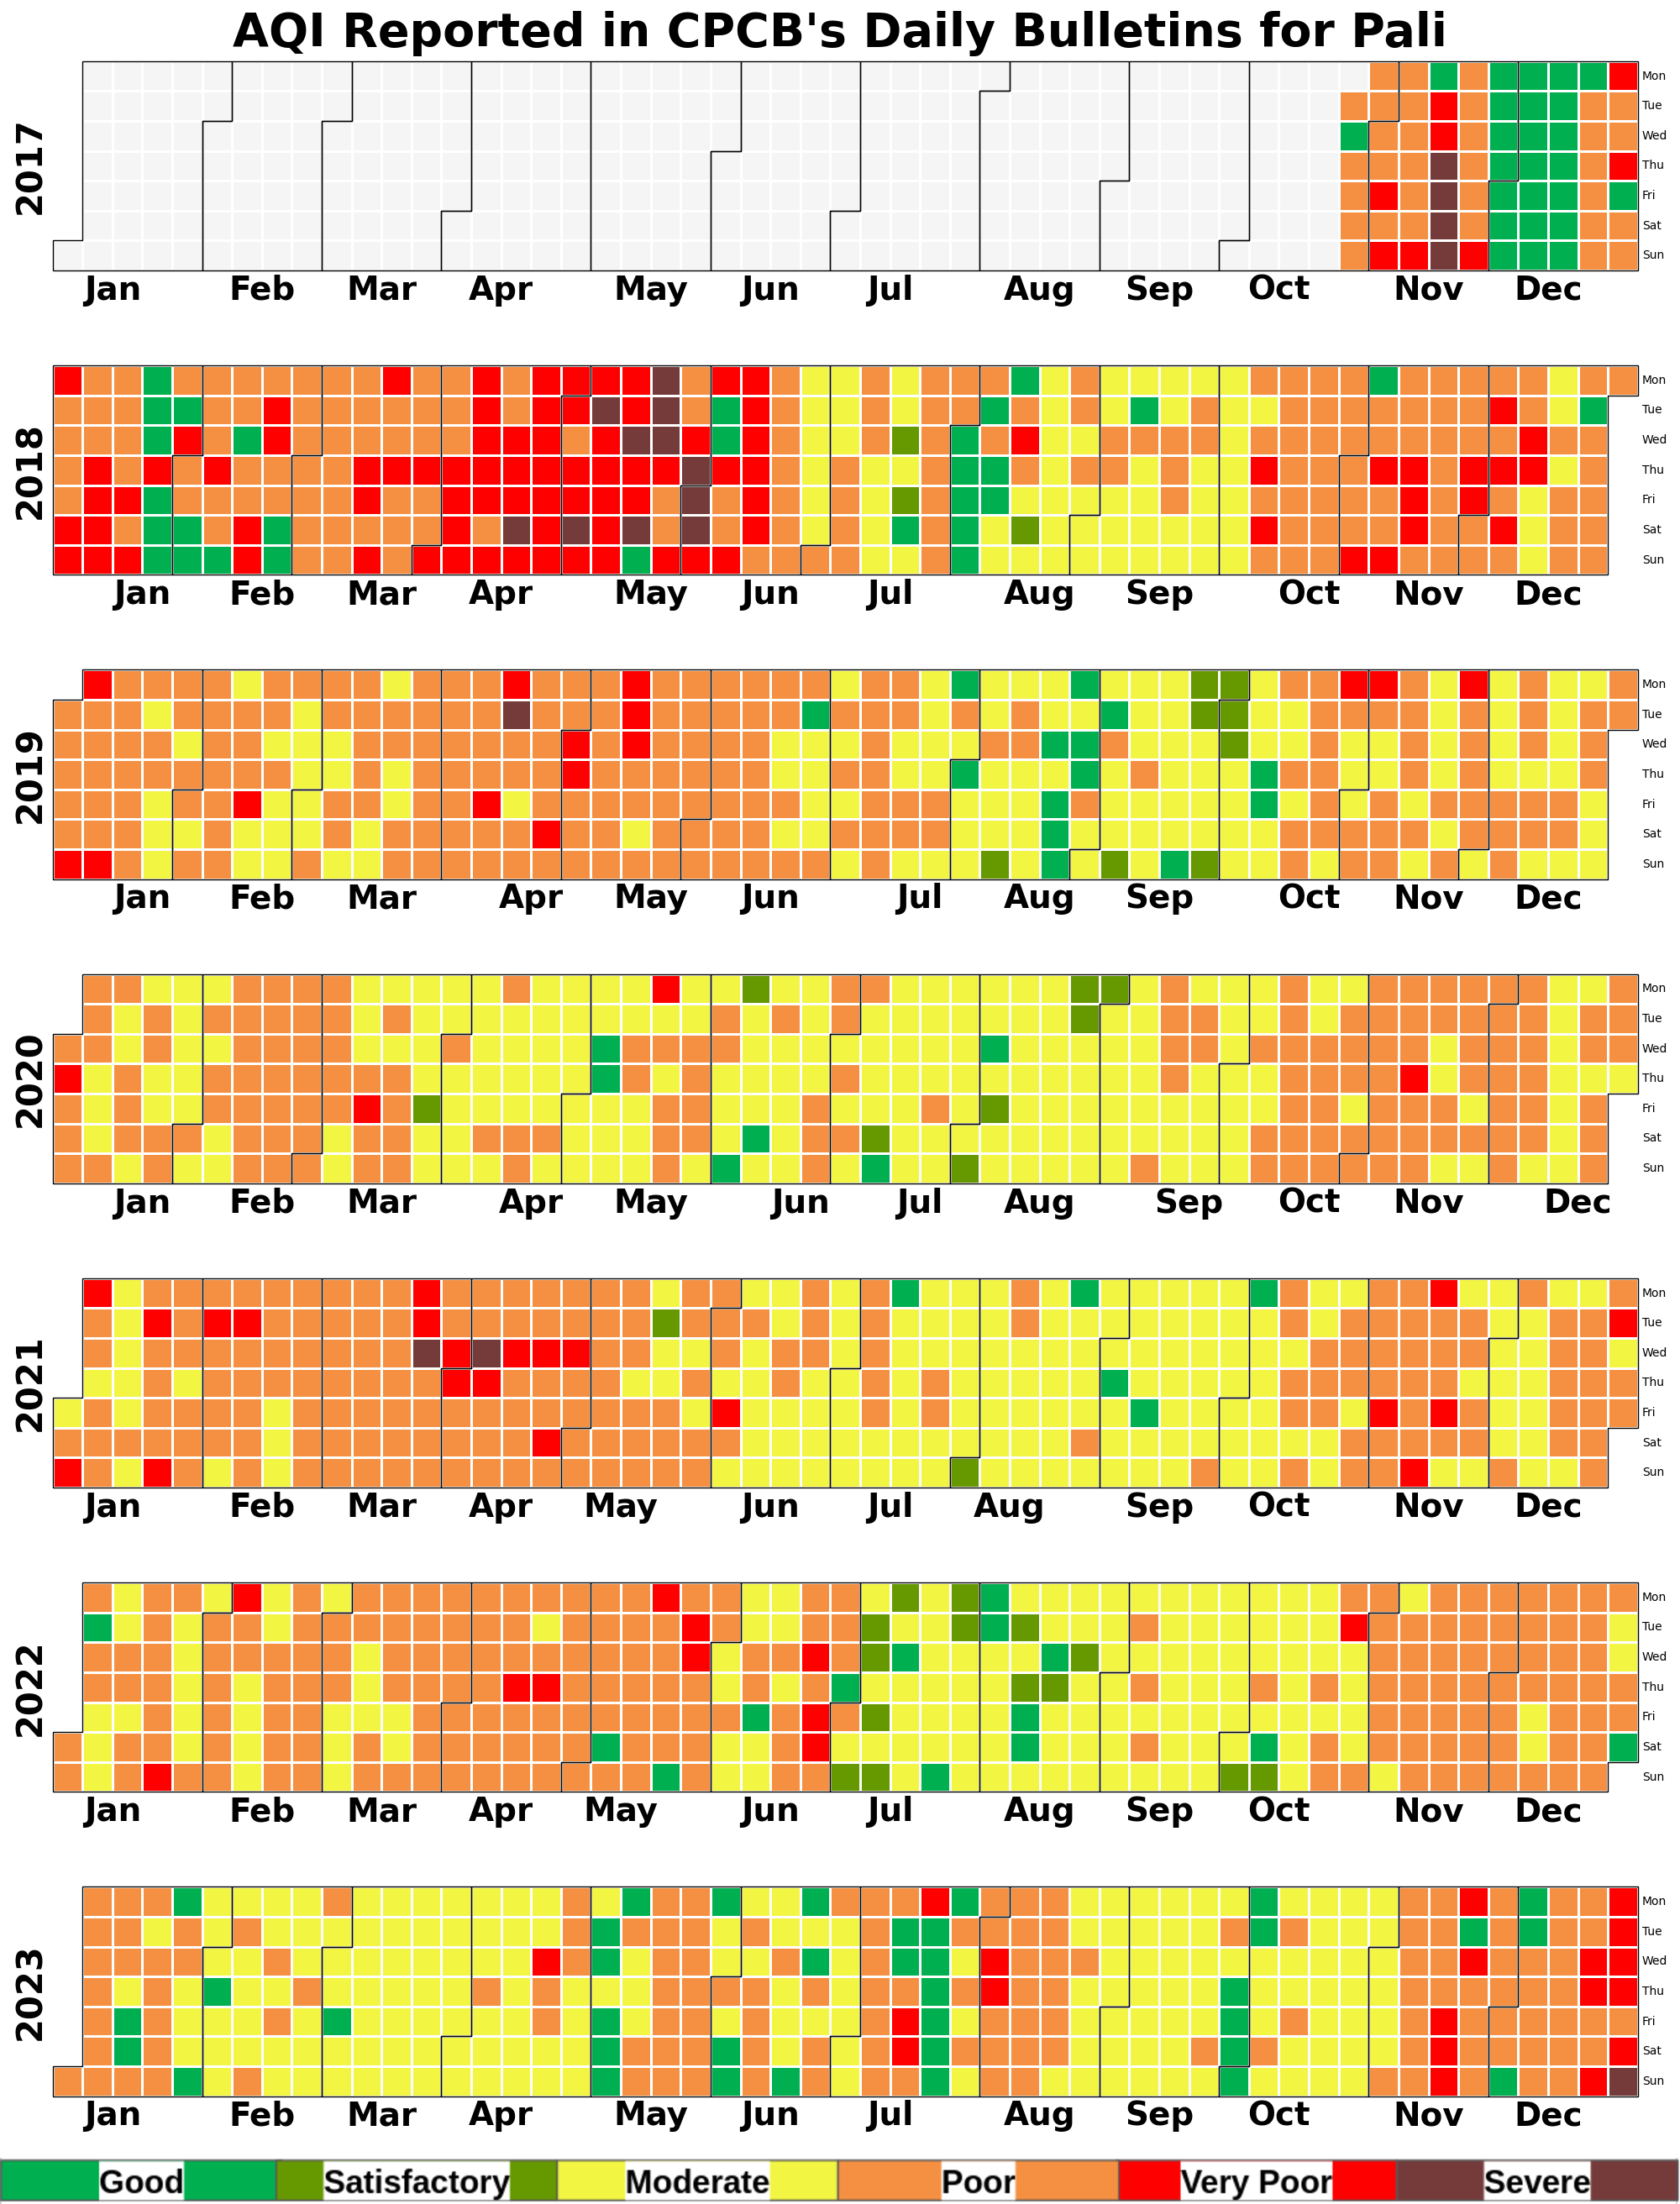 AQI Reported in CPCB's Daily Bulletins for Pali
2017
Mon
Tue
Wed
Thu
Fri
Sat
Sun
Jan Feb Mar Apr May Jun Jul Aug Sep Oct Nov Dec
2018
Mon
Tue
Wed
Thu
Fri
Sat
Sun
Jan Feb Mar Apr May Jun Jul Aug Sep Oct Nov Dec
2019
Mon
Tue
Wed
Thu
Fri
Sat
Sun
Jan Feb Mar Apr May Jun Jul Aug Sep Oct Nov Dec
2020
Mon
Tue
Wed
Thu
Fri
Sat
Sun
Jan Feb Mar Apr May Jun Jul Aug Sep Oct Nov Dec
2021
Mon
Tue
Wed
Thu
Fri
Sat
Sun
Jan Feb Mar Apr May Jun Jul Aug Sep Oct Nov Dec
2022
Mon
Tue
Wed
Thu
Fri
Sat
Sun
Jan Feb Mar Apr May Jun Jul Aug Sep Oct Nov Dec
2023
Mon
Tue
Wed
Thu
Fri
Sat
Sun
Jan Feb Mar Apr May Jun Jul Aug Sep Oct Nov Dec
Good Satisfactory Moderate Poor Very Poor Severe